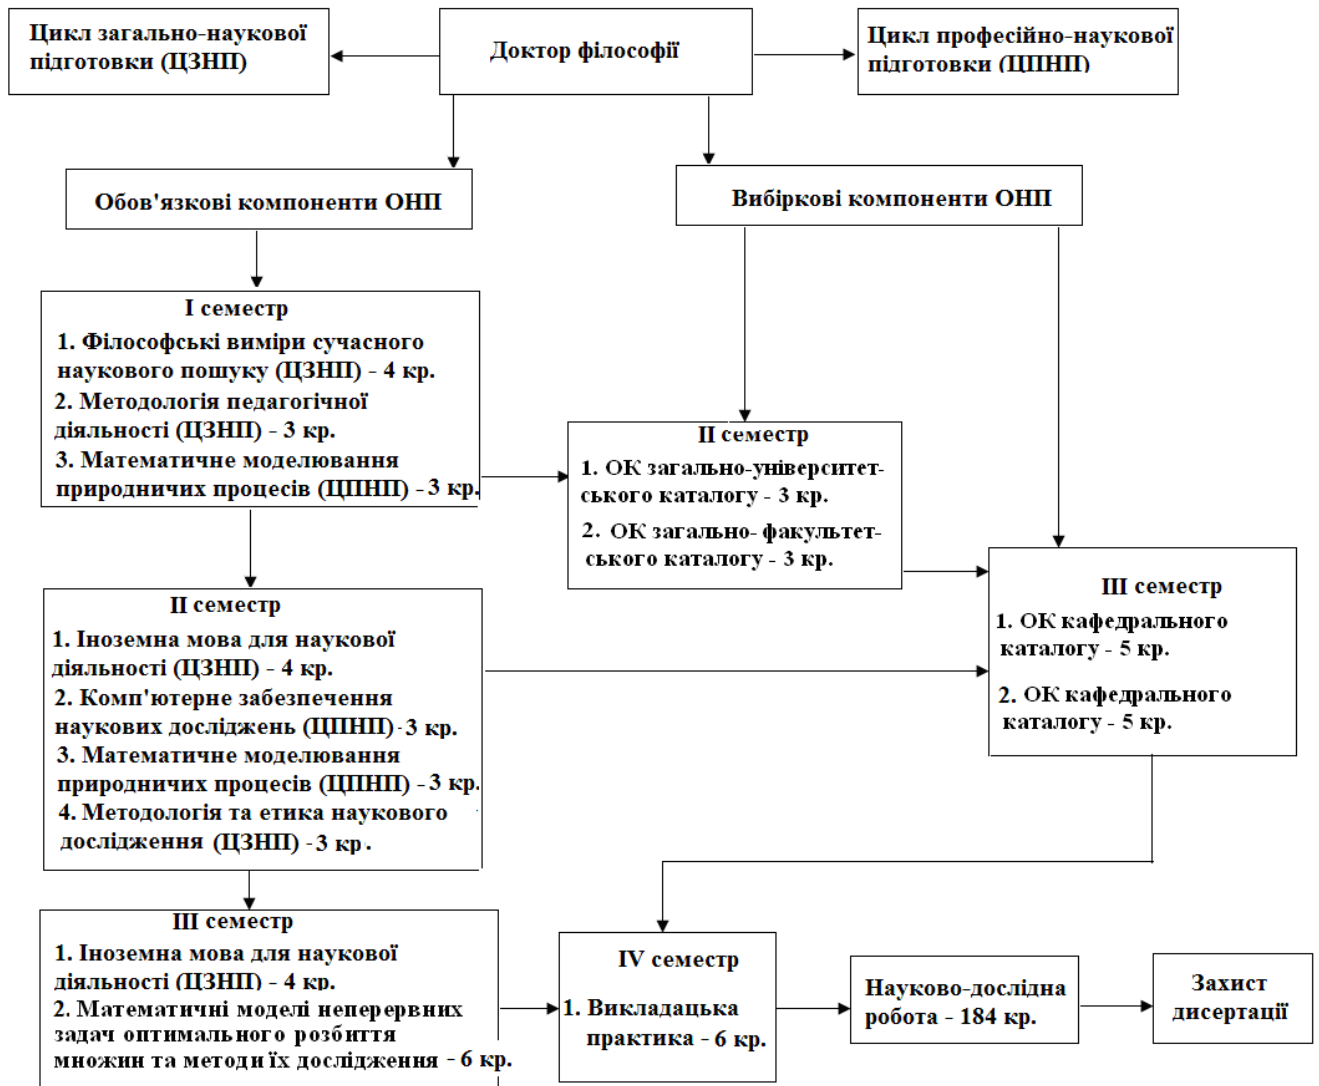 Цикл загально-наукової
підготовки (ЦЗНП)
Доктор філософії
Цикл професійно-наукової
підготовки (ЦПНП)
Обов'язкові компоненти ОНП
Вибіркові компоненти ОНП
I семестр
1. Філософські виміри сучасного
наукового пошуку (ЦЗНП) - 4 кр.
2. Методологія педагогічної
діяльності (ЦЗНП) - 3 кр.
3. Математичне моделювання
природничих процесів (ЦПНП) - 3 кр.
II семестр
1. ОК загально-університет-
ського каталогу - 3 кр.
2. ОК загально- факультет-
ського каталогу - 3 кр.
III семестр
1. ОК кафедрального
каталогу - 5 кр.
2. ОК кафедрального
каталогу - 5 кр.
II семестр
1. Іноземна мова для наукової
діяльності (ЦЗНП) - 4 кр.
2. Комп'ютерне забезпечення
наукових досліджень (ЦПНП) - 3 кр.
3. Математичне моделювання
природничих процесів (ЦПНП) - 3 кр.
4. Методологія та етика наукового
дослідження (ЦЗНП) - 3 кр.
III семестр
1. Іноземна мова для наукової
діяльності (ЦЗНП) - 4 кр.
2. Математичні моделі неперервних
задач оптимального розбиття
множин та методи їх дослідження - 6 кр.
IV семестр
1. Викладацька
практика - 6 кр.
Науково-дослідна
робота - 184 кр.
Захист
дисертації